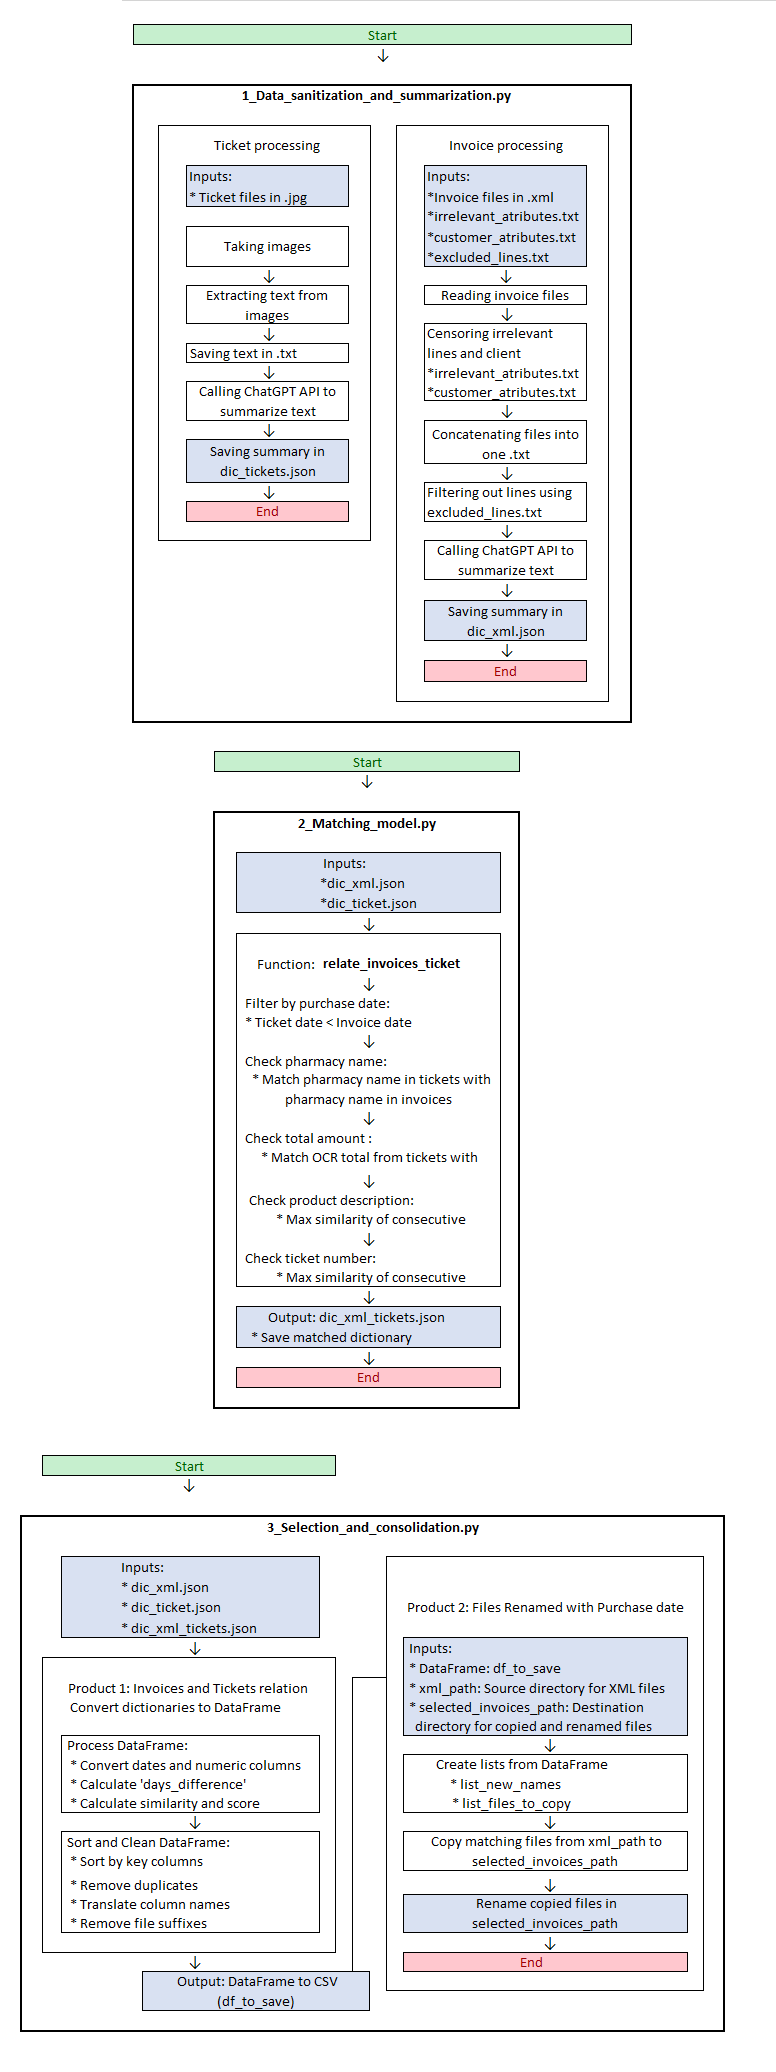 Start
1_Data_sanitization_and_summarization.py
Ticket processing
Inputs:
* Ticket files in .jpg
Taking images
Extracting text from
images
Saving text in .txt
Calling ChatGPT API to
summarize text
Saving summary in
dic_tickets.json
End
Invoice processing
Inputs:
*Invoice files in .xml
*irrelevant_atributes.txt
*customer_atributes.txt
*excluded_lines.txt
Reading invoice files
Censoring irrelevant
lines and client
*irrelevant_atributes.txt
*customer_atributes.txt
Concatenating files into
one .txt
Filtering out lines using
excluded_lines.txt
Calling ChatGPT API to
summarize text
Saving summary in
dic_xml.json
End
Start
2_Matching_model.py
Inputs:
*dic_xml.json
*dic_ticket.json
Function: relate_invoices_ticket
Filter by purchase date:
* Ticket date < Invoice date
Check pharmacy name:
* Match pharmacy name in tickets with
pharmacy name in invoices
Check total amount :
* Match OCR total from tickets with
Check product description:
* Max similarity of consecutive
Check ticket number:
* Max similarity of consecutive
Output: dic_xml_tickets.json
* Save matched dictionary
End
Start
3_Selection_and_consolidation.py
Inputs:
* dic_xml.json
* dic_ticket.json
* dic_xml_tickets.json
Product 1: Invoices and Tickets relation
Convert dictionaries to DataFrame
Process DataFrame:
* Convert dates and numeric columns
* Calculate 'days_difference'
* Calculate similarity and score
Sort and Clean DataFrame:
* Sort by key columns
* Remove duplicates
* Translate column names
* Remove file suffixes
Output: DataFrame to CSV
(df_to_save)
Product 2: Files Renamed with Purchase date
Inputs:
* DataFrame: df_to_save
* xml_path: Source directory for XML files
* selected_invoices_path: Destination
directory for copied and renamed files
Create lists from DataFrame
* list_new_names
* list_files_to_copy
Copy matching files from xml_path to
selected_invoices_path
Rename copied files in
selected_invoices_path
End